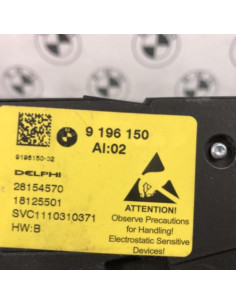 9 196 150
AI:02
9196150-02
DELPHI
28154570
18125501
SVC1110310371
HW:B
ATTENTION!
Observe Precautions
for Handling!
Electrostatic Sensitive
Devices!